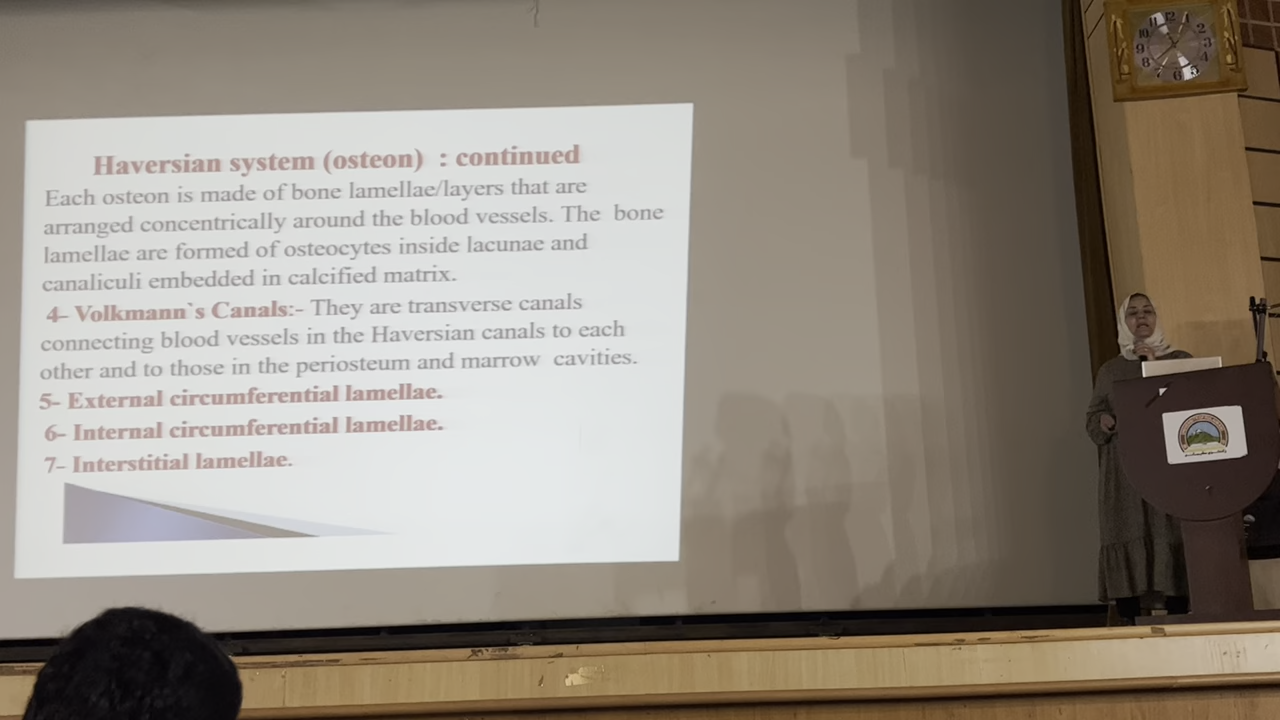 Haversian system (osteon) : continued
Each osteon is made of bone lamellae/layers that are
arranged concentrically around the blood vessels. The bone
lamellae are formed of osteocytes inside lacunae and
canaliculi embedded in calcified matrix.
4- Volkmann`s Canals:- They are transverse canals
connecting blood vessels in the Haversian canals to each
other and to those in the periosteum and marrow cavities.
5- External circumferential lamellae.
6- Internal circumferential lamellae.
7- Interstitial lamellae.